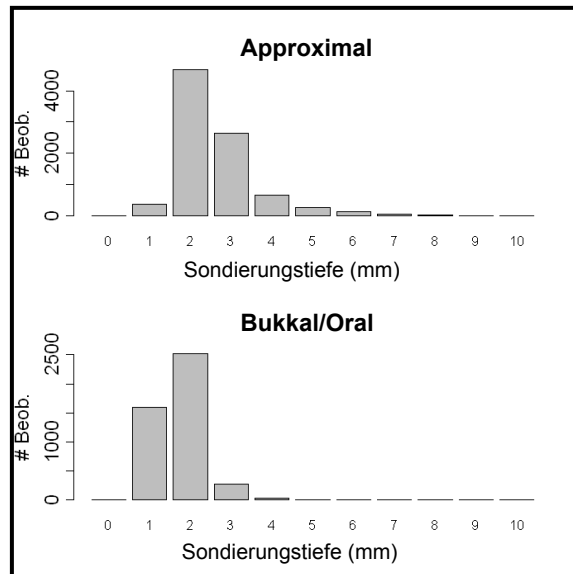 Approximal
# Beob.
4000
2000
0
0 1 2 3 4 5 6 7 8 9 10
Sondierungstiefe (mm)
Bukkal/Oral
# Beob.
2500
1000
0
0 1 2 3 4 5 6 7 8 9 10
Sondierungstiefe (mm)